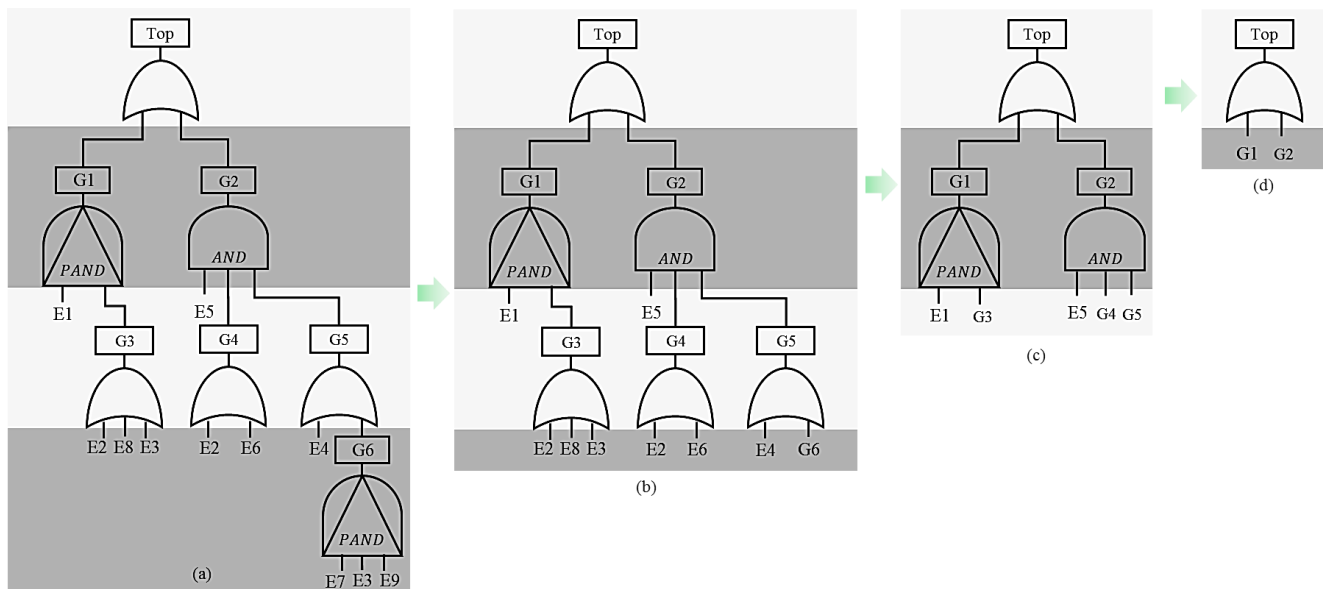 Top
G1 G2
PAND AND
E1 E5
G3 G4 G5
E2 E8 E3 E2 E6 E4
G6
PAND
E7 E3 E9
(a)
Top
G1 G2
PAND AND
E1 E5
G3 G4 G5
E2 E8 E3 E2 E6 E4 G6
(b)
Top
G1 G2
PAND AND
E1 G3 E5 G4 G5
(c)
Top
G1 G2
(d)